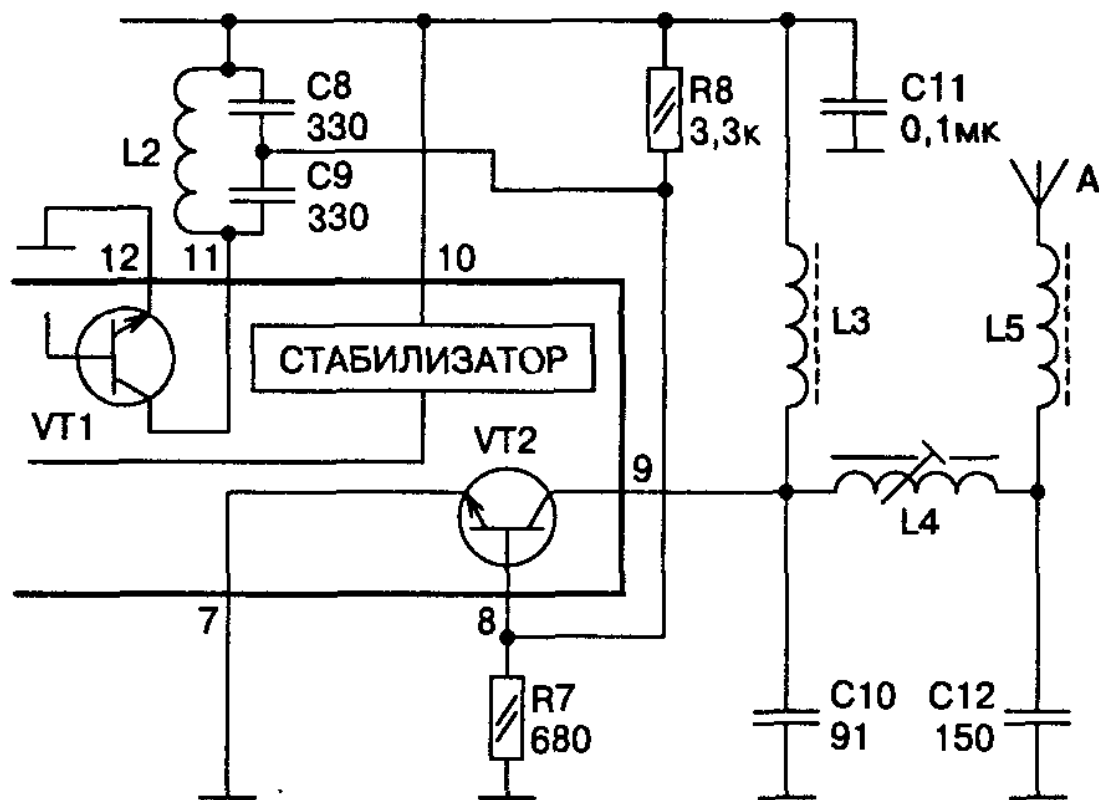 C8
330
R8
3,3к
C11
0,1мк
L2
C9
330
A
12
11
10
L3
L5
СТАБИЛИЗАТОР
VT1
VT2
9
L4
7
8
R7
680
C10
91
C12
150